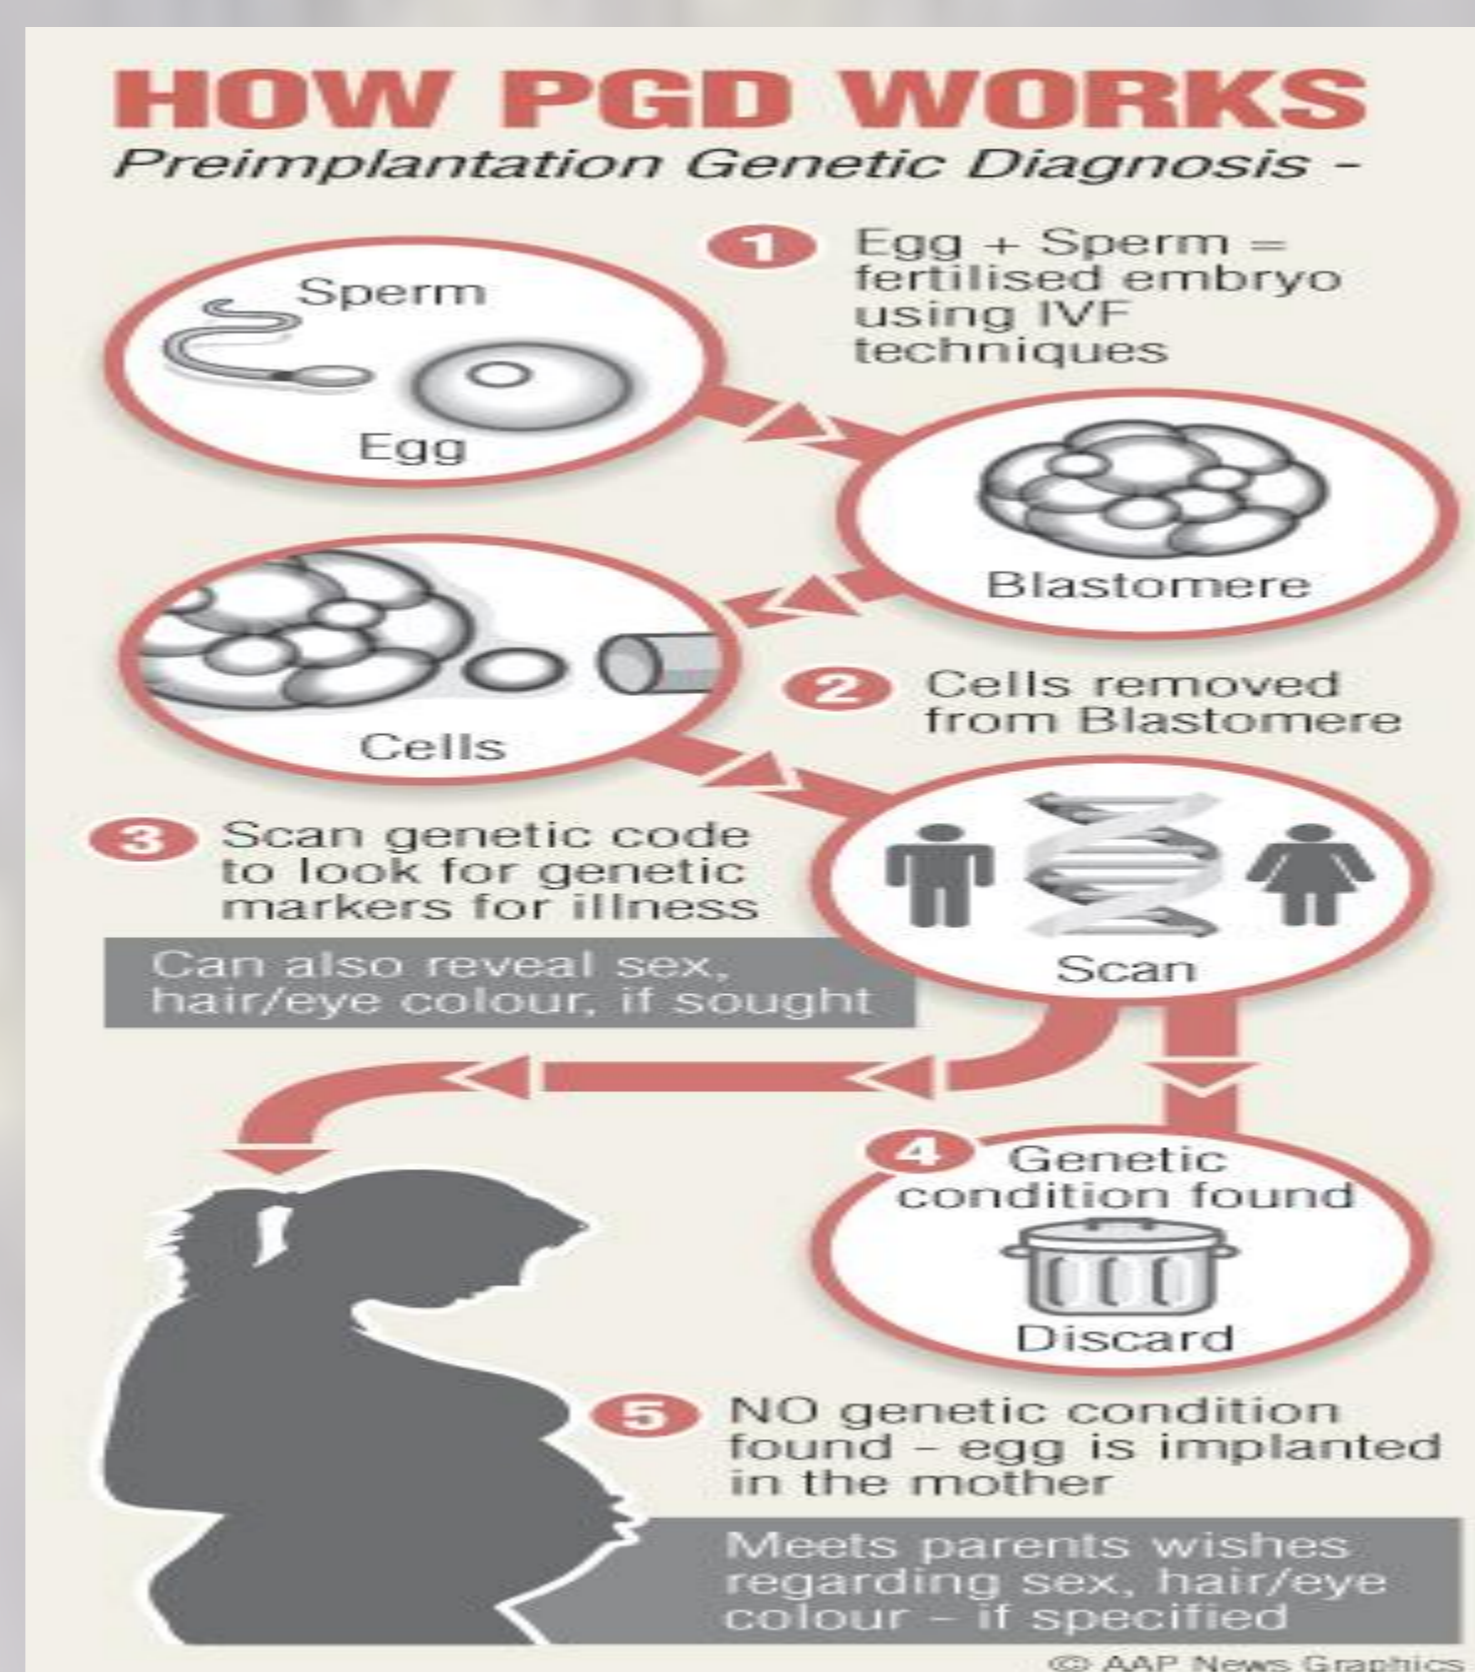 HOW PGD WORKS
Preimplantation Genetic Diagnosis -
1 Egg + Sperm =
fertilised embryo
using IVF
techniques
Sperm
Egg
Blastomere
Cells
2 Cells removed
from Blastomere
3 Scan genetic code
to look for genetic
markers for illness
Can also reveal sex,
hair/eye colour, if sought
Scan
4 Genetic
condition found
Discard
5 NO genetic condition
found - egg is implanted
in the mother
Meets parents wishes
regarding sex, hair/eye
colour - if specified
© AAP News Graphics